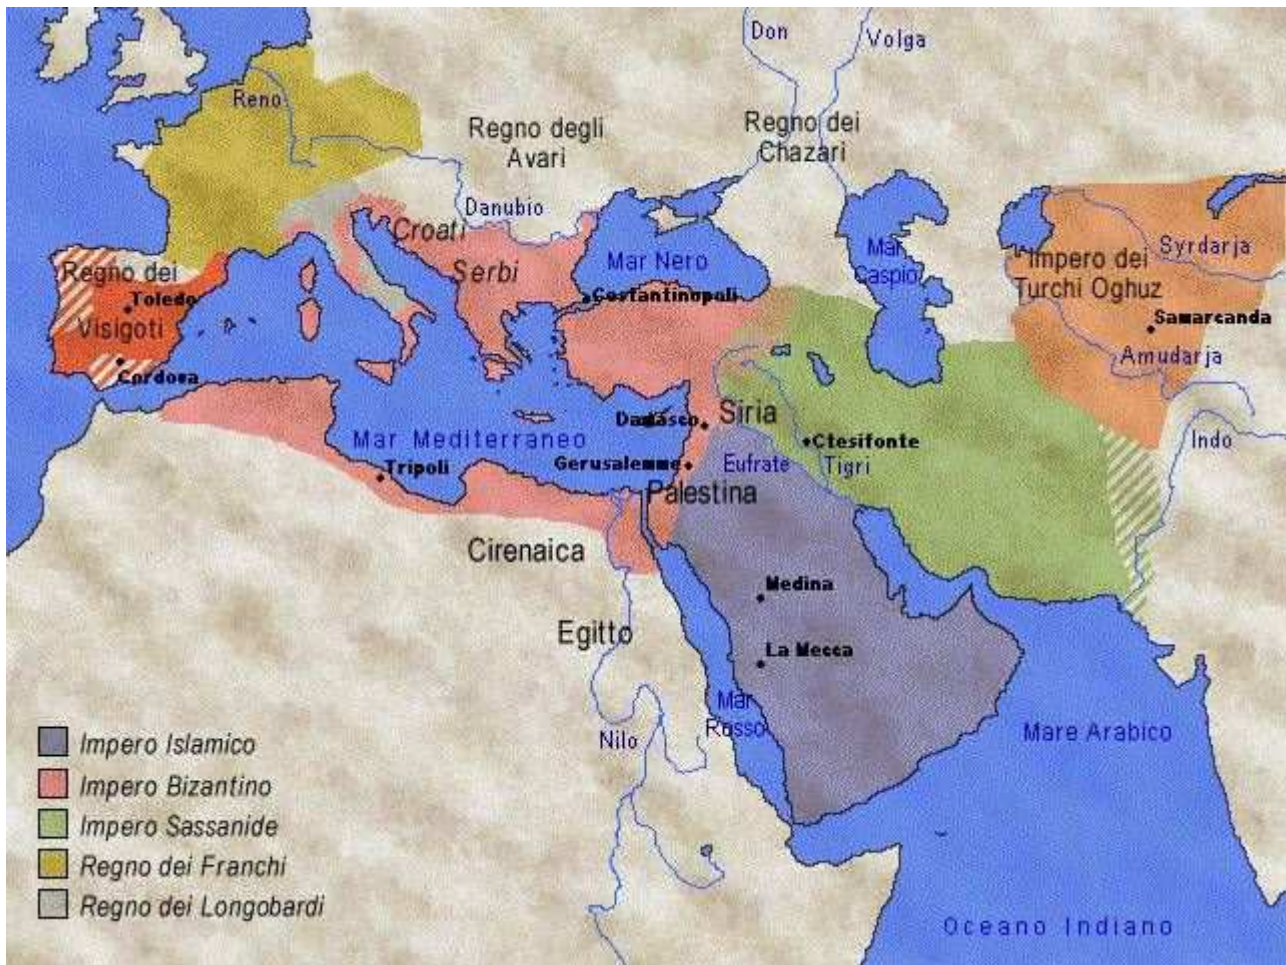 Don
Volga
Reno
Regno degli
Avari
Regno dei
Chazari
Danubio
Croati
Serbi
Mar Nero
Mar
Caspio
Syrdarja
Impero dei
Turchi Oghuz
Samarcanda
Amudarja
Regno dei
Toledo
Visigoti
Cordova
Costantinopoli
Siria
Damasco
Mar Mediterraneo
Tripoli
Gerusalemme
Palestina
Eufrate
Ctesifonte
Tigri
Indo
Cirenaica
Egitto
Medina
La Mecca
Mar
Rosso
Nilo
Mare Arabico
Impero Islamico
Impero Bizantino
Impero Sassanide
Regno dei Franchi
Regno dei Longobardi
Oceano Indiano